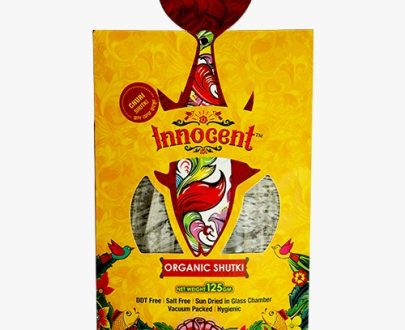 CHURI
SHUTKI
Innocent™
ORGANIC SHUTKI
NET WEIGHT 125GM
DDT Free | Salt Free | Sun Dried in Glass Chamber
Vacuum Packed | Hygienic